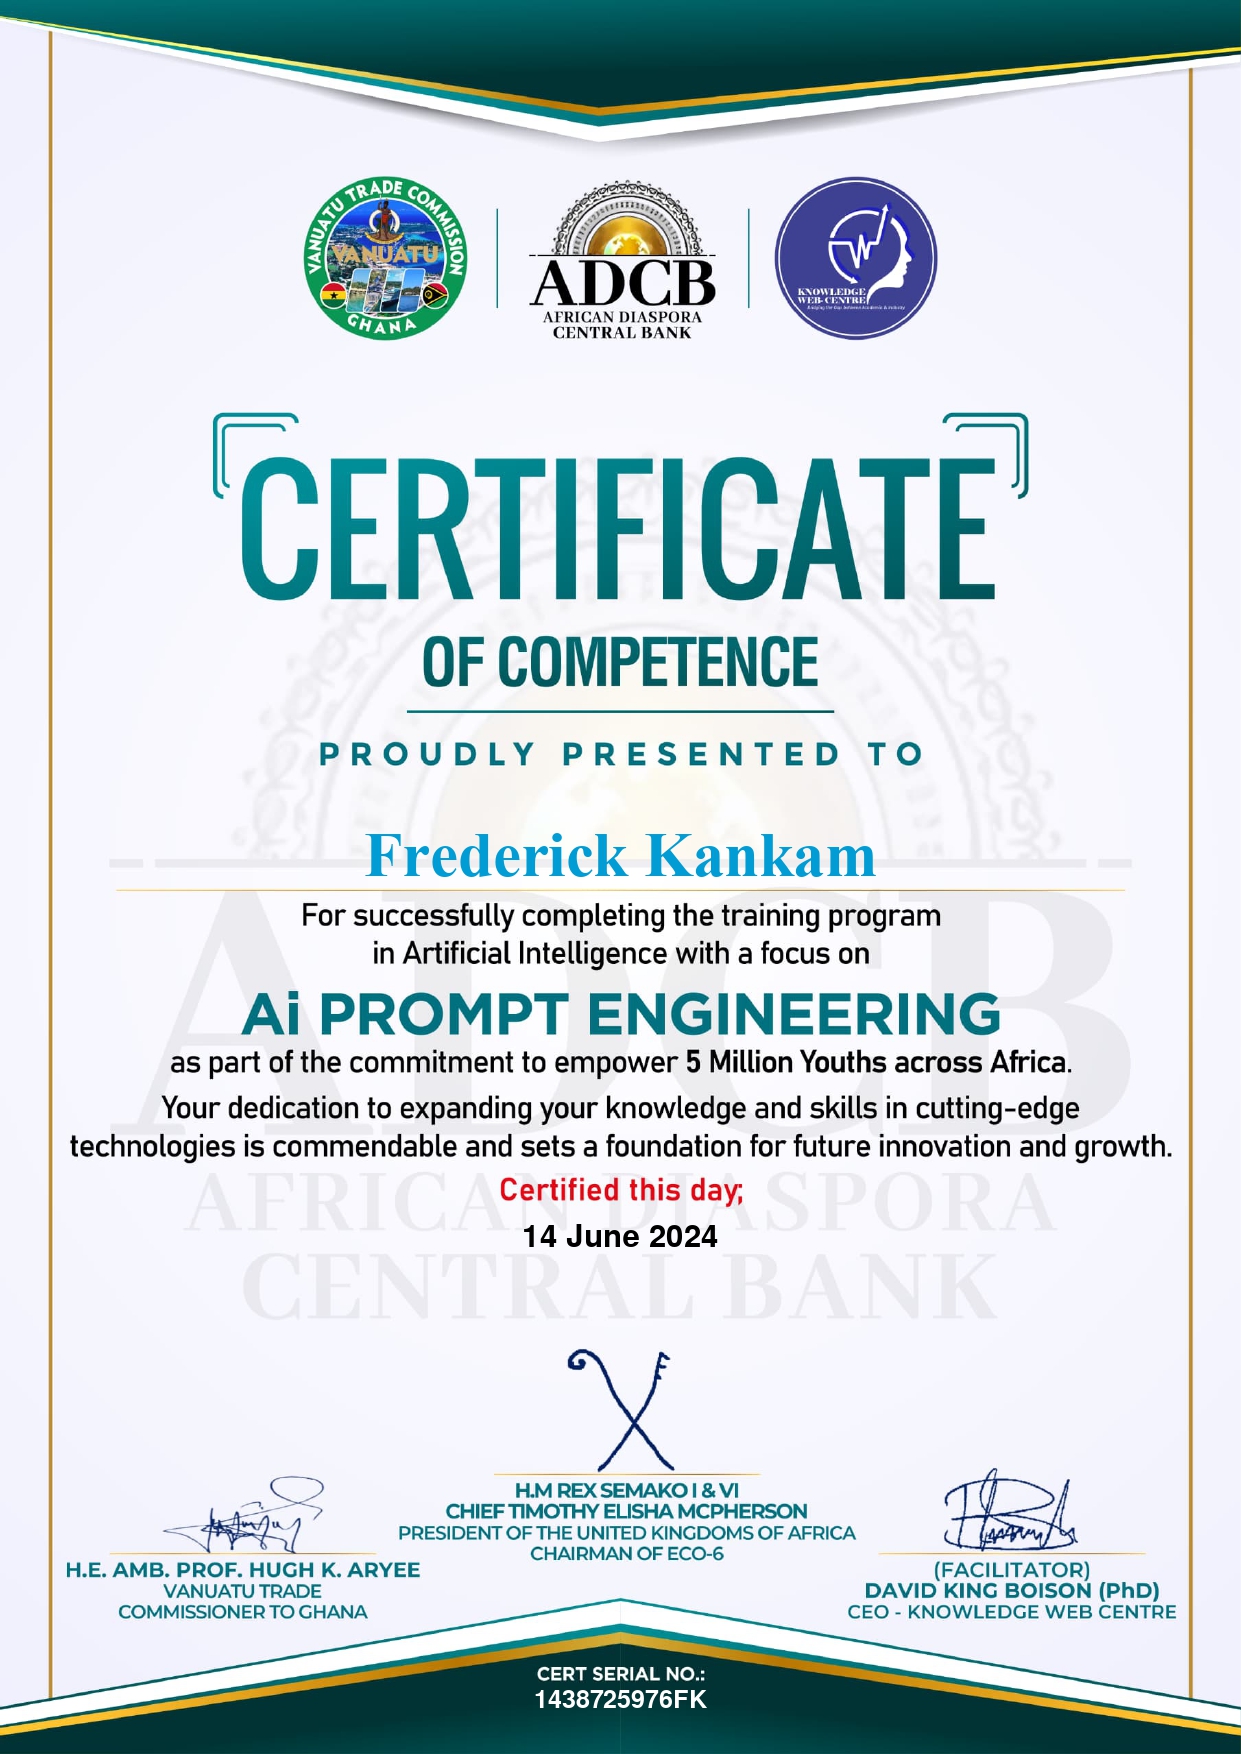 VANUATU TRADE COMMISSION
VANUATU
GHANA
ADCB
AFRICAN DIASPORA
CENTRAL BANK
KNOWLEDGE
WEB-CENTRE
CERTIFICATE
OF COMPETENCE
PROUDLY PRESENTED TO
Frederick Kankam
For successfully completing the training program
in Artificial Intelligence with a focus on
Ai PROMPT ENGINEERING
as part of the commitment to empower 5 Million Youths across Africa.
Your dedication to expanding your knowledge and skills in cutting-edge
technologies is commendable and sets a foundation for future innovation and growth.
Certified this day;
14 June 2024
ADCB
AFRICAN DIASPORA
CENTRAL BANK
H.M REX SEMAKO I & VI
CHIEF TIMOTHY ELISHA MCPHERSON
PRESIDENT OF THE UNITED KINGDOMS OF AFRICA
CHAIRMAN OF ECO-6
H.E. AMB. PROF. HUGH K. ARYEE
VANUATU TRADE
COMMISSIONER TO GHANA
(FACILITATOR)
DAVID KING BOISON (PhD)
CEO - KNOWLEDGE WEB CENTRE
CERT SERIAL NO.:
1438725976FK